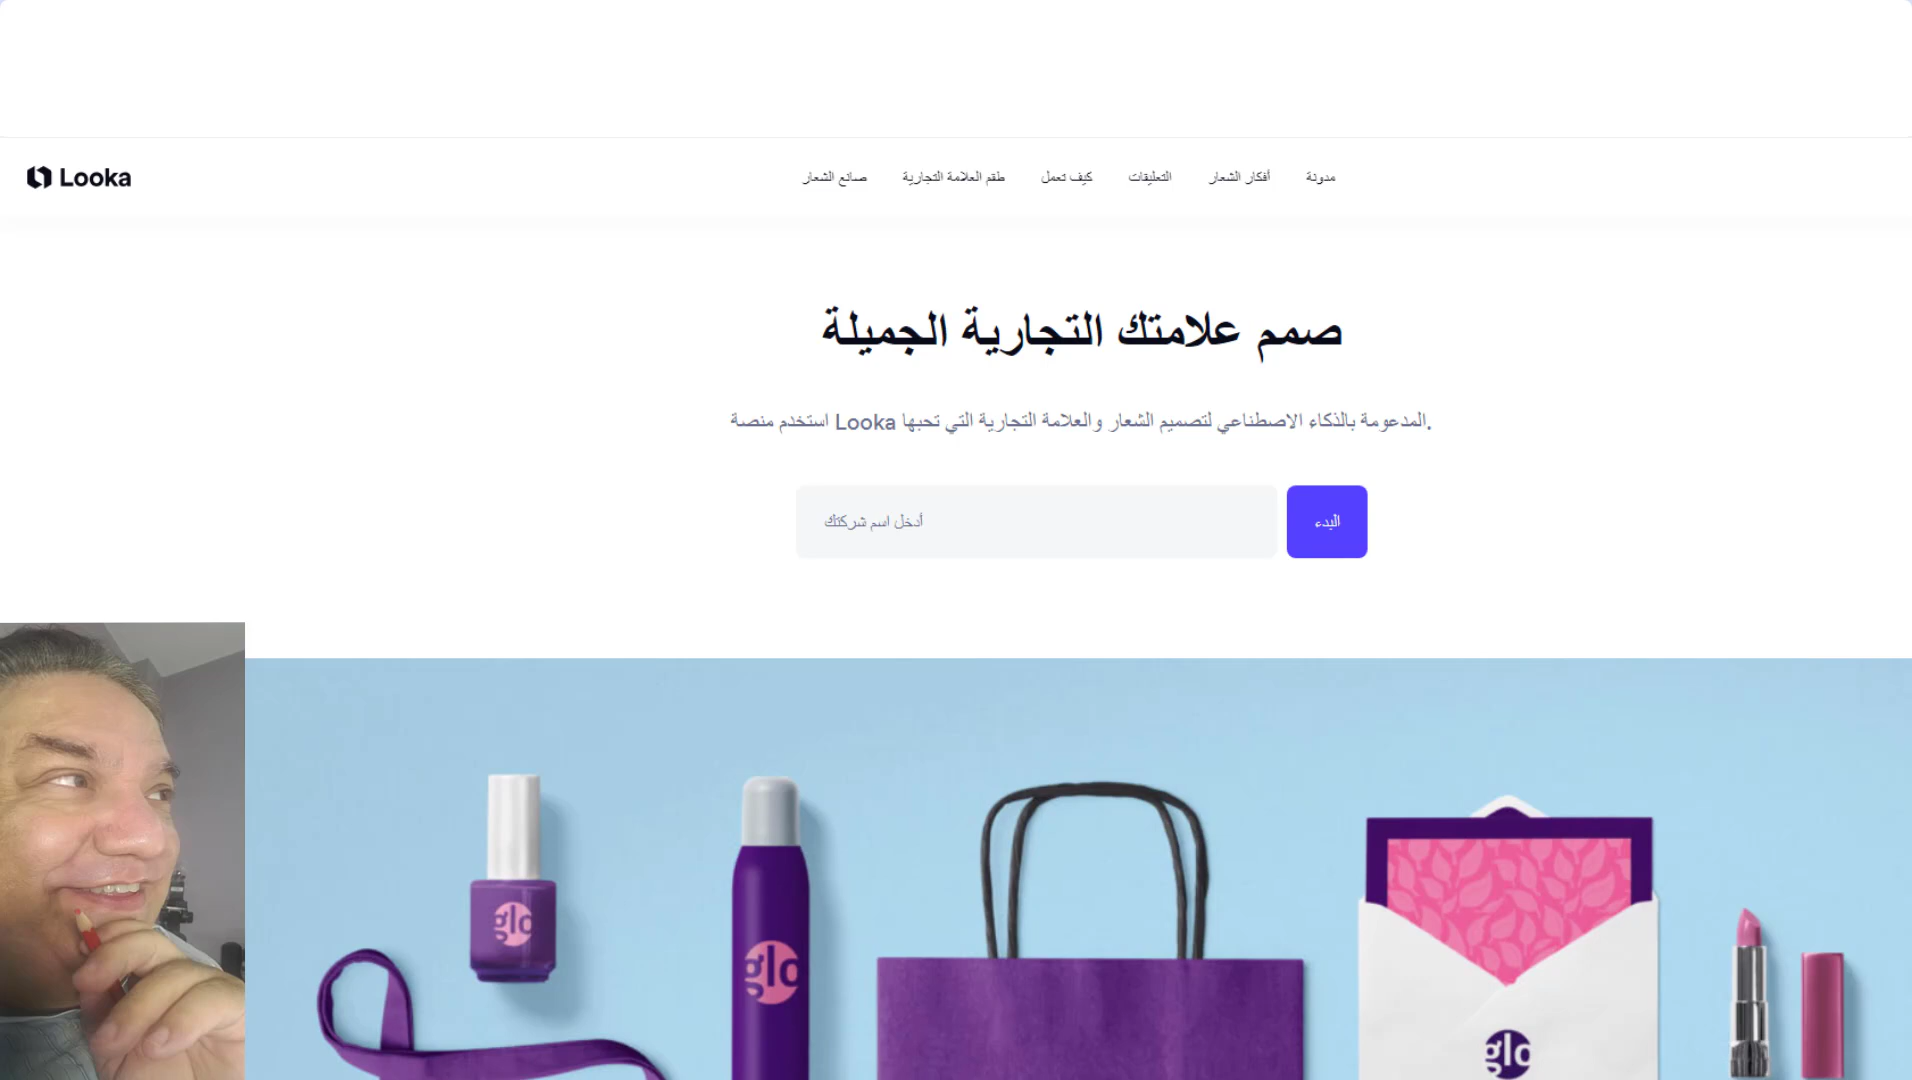 Looka
مدونة
أفكار الشعار
التعليقات
كيف تعمل
طقم العلامة التجارية
صانع الشعار
صمم علامتك التجارية الجميلة
استخدم منصة Looka المدعومة بالذكاء الاصطناعي لتصميم الشعار والعلامة التجارية التي تحبها.
أدخل اسم شركتك
البدء
glo
glo
glo